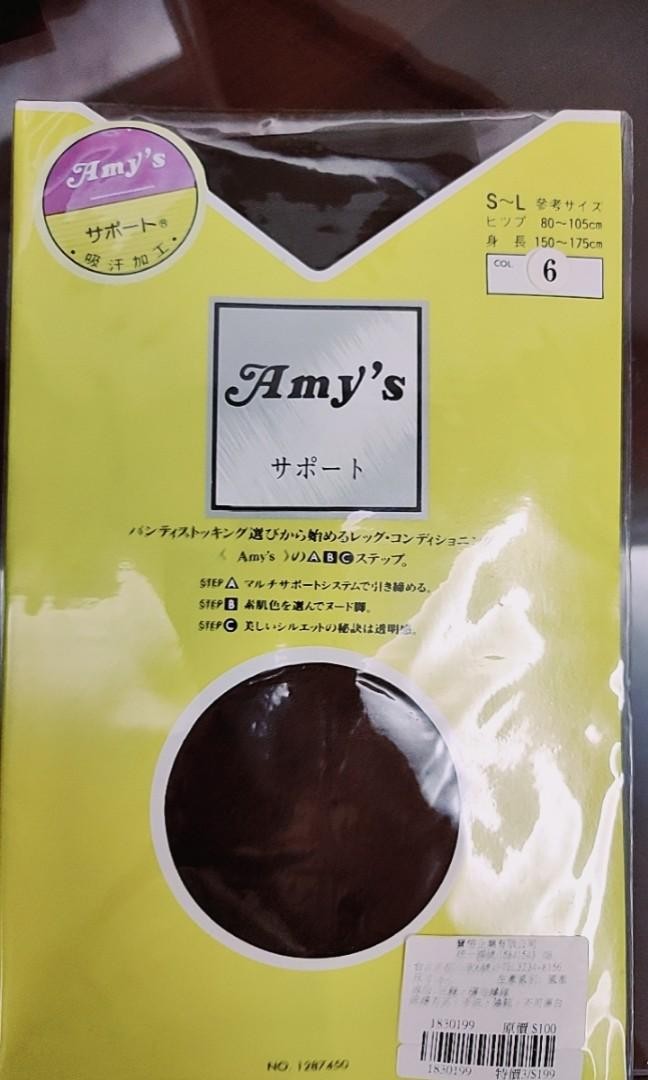 Amy's
サポート®
・吸汗加工・
S〜L 参考サイズ
ヒップ 80〜105cm
身長 150〜175cm
COL. 6
Amy's
サポート
パンティストッキング選びから始めるレッグ・コンディショニン
〈 Amy's 〉のABCステップ。
STEP A マルチサポートシステムで引き締める。
STEP B 素肌色を選んでヌード脚。
STEP C 美しいシルエットの秘訣は透明感。
1830199 原價 $100
1830199 特價3/$199
NO. 1287450